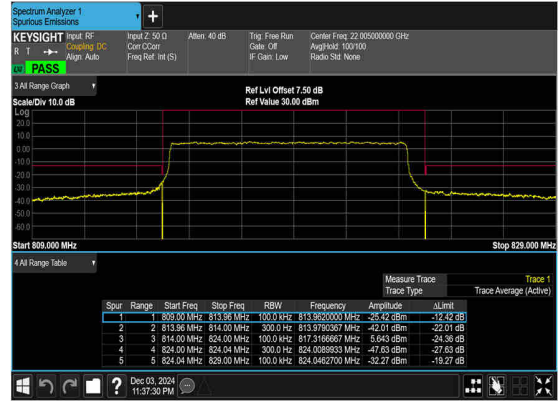 Spectrum Analyzer 1
Spurious Emissions
KEYSIGHT Input: RF Input Z: 50 Ω Atten: 40 dB Trig: Free Run Center Freq: 22.005000000 GHz
R T Coupling: DC Corr CCorr Gate: Off Avg|Hold: 100/100
Align: Auto Freq Ref: Int (S) IF Gain: Low Radio Std: None
PASS
3 All Range Graph
Ref Lvl Offset 7.50 dB
Scale/Div 10.0 dB Ref Value 30.00 dBm
Log
20.0
10.0
0.00
-10.0
-20.0
-30.0
-40.0
-50.0
-60.0
Start 809.000 MHz Stop 829.000 MHz
4 All Range Table
Measure Trace Trace 1
Trace Type Trace Average (Active)
Spur Range Start Freq Stop Freq RBW Frequency Amplitude ΔLimit
1 1 809.00 MHz 813.96 MHz 100.0 kHz 813.9620000 MHz -25.42 dBm -12.42 dB
2 2 813.96 MHz 814.00 MHz 300.0 Hz 813.9790367 MHz -42.01 dBm -22.01 dB
3 3 814.00 MHz 824.00 MHz 100.0 kHz 817.3166667 MHz 5.643 dBm -24.36 dB
4 4 824.00 MHz 824.04 MHz 300.0 Hz 824.0089933 MHz -47.63 dBm -27.63 dB
5 5 824.04 MHz 829.00 MHz 100.0 kHz 824.0462700 MHz -32.27 dBm -19.27 dB
Dec 03, 2024
11:37:30 PM